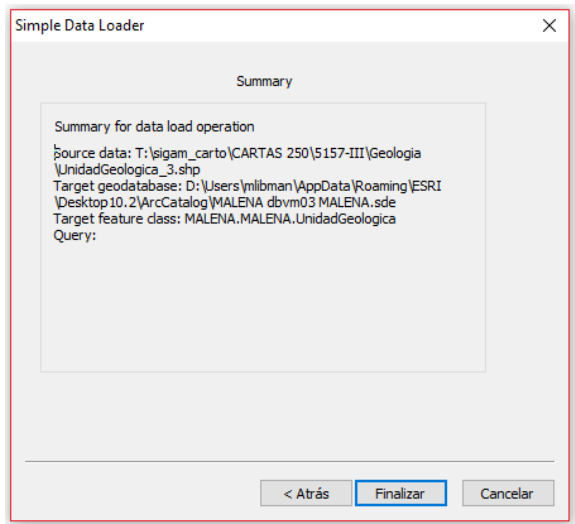 Simple Data Loader
Summary
Summary for data load operation
Source data: T:\sigam_carto\CARTAS 250\5157-III\Geologia
\UnidadGeologica_3.shp
Target geodatabase: D:\Users\mlibman\AppData\Roaming\ESRI
\Desktop10.2\ArcCatalog\MALENA dbvm03 MALENA.sde
Target feature class: MALENA.MALENA.UnidadGeologica
Query:
< Atrás
Finalizar
Cancelar